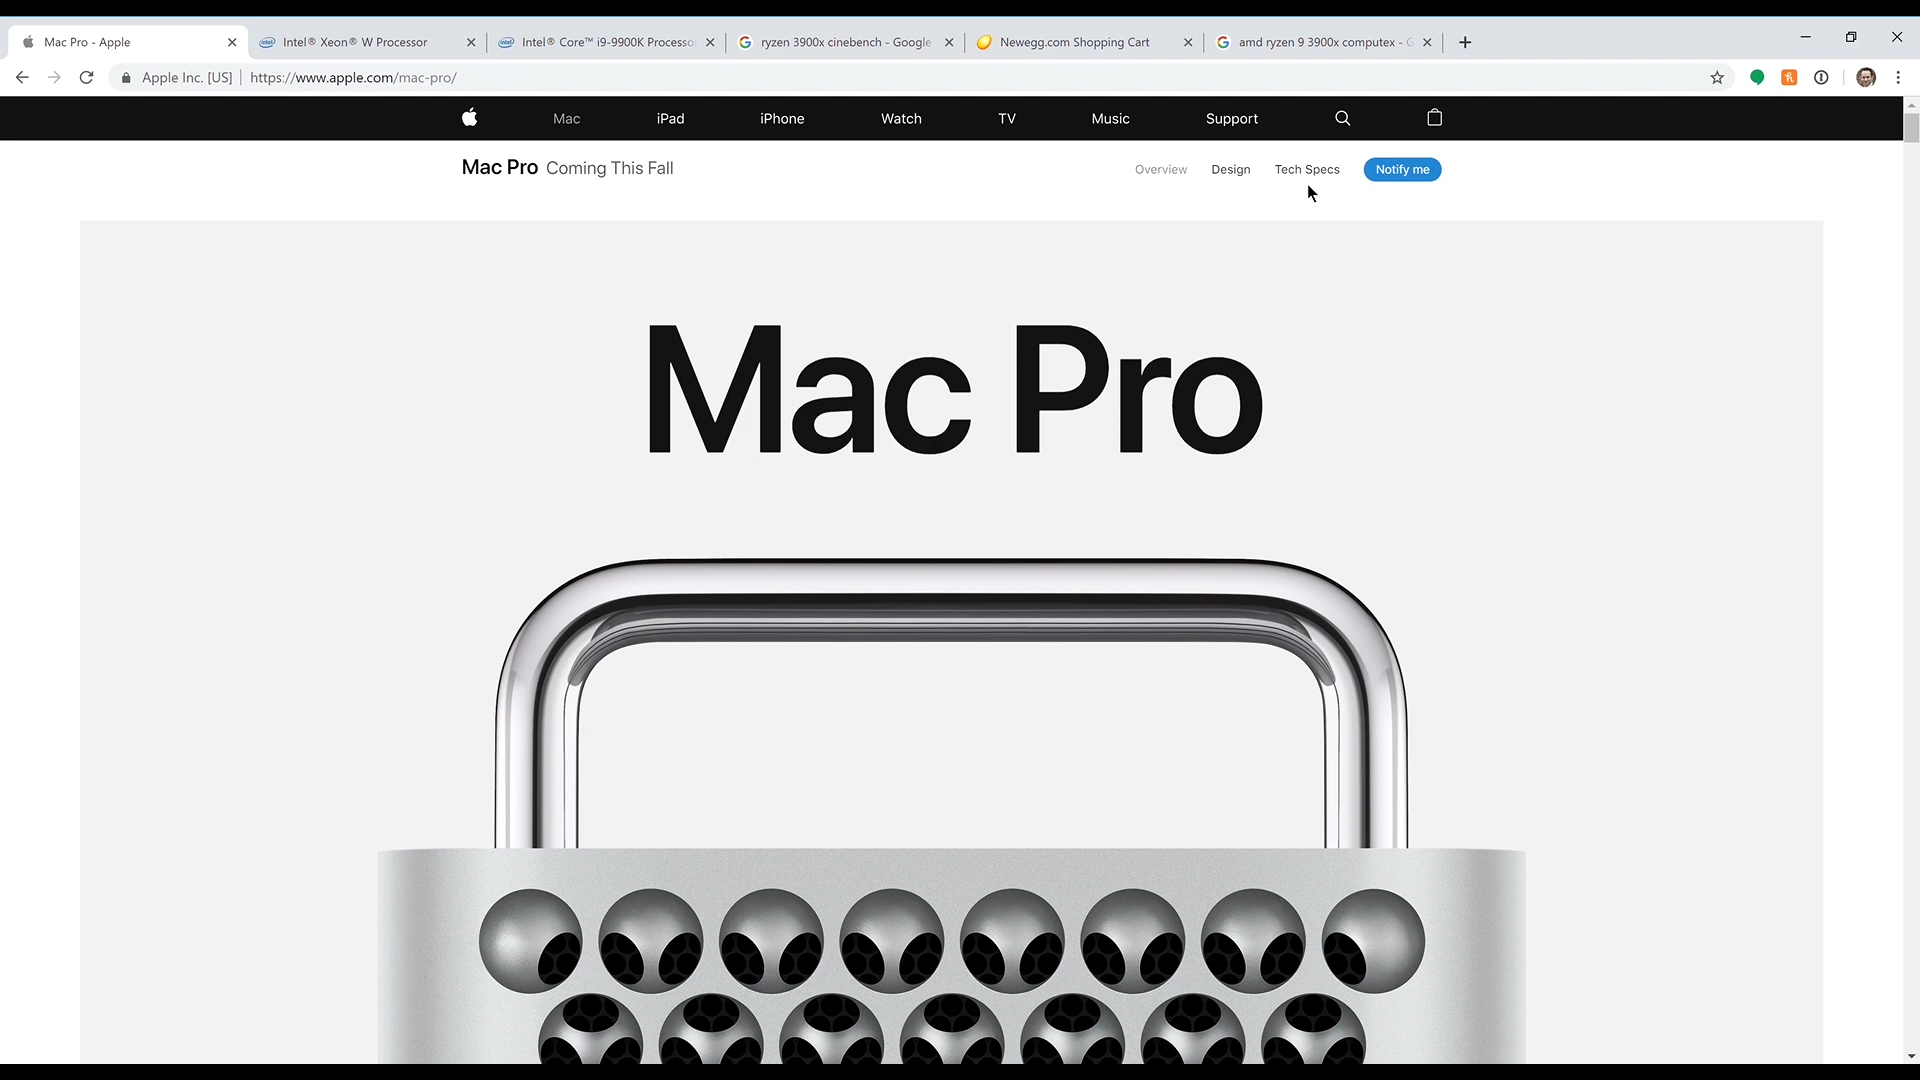 Mac Pro - Apple
Intel® Xeon® W Processor
Intel® Core™ i9-9900K Processo
ryzen 3900x cinebench - Google
Newegg.com Shopping Cart
amd ryzen 9 3900x computex - G
Apple Inc. [US] | https://www.apple.com/mac-pro/
Mac iPad iPhone Watch TV Music Support
Mac Pro Coming This Fall Overview Design Tech Specs Notify me
Mac Pro